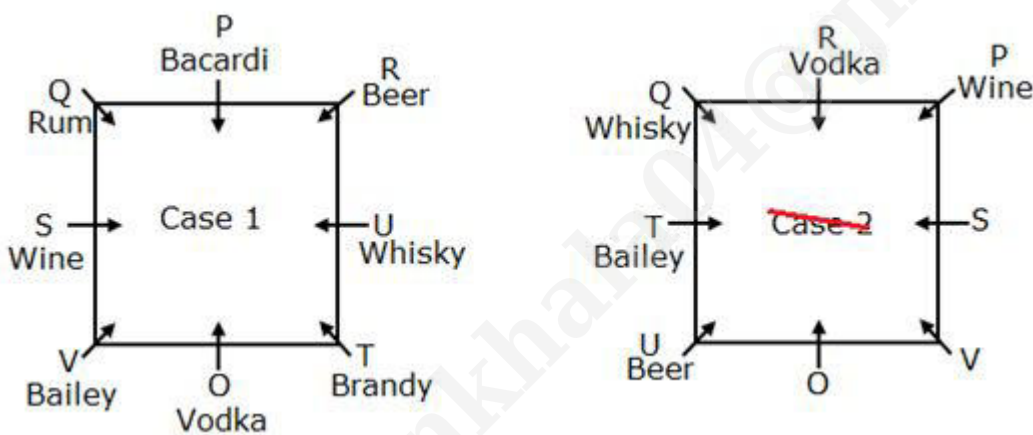 P
Bacardi
Q
Rum
R
Beer
S
Wine
Case 1
U
Whisky
V
Bailey
O
Vodka
T
Brandy
R
Vodka
Q
Whisky
P
Wine
T
Bailey
Case 2
S
U
Beer
O
V